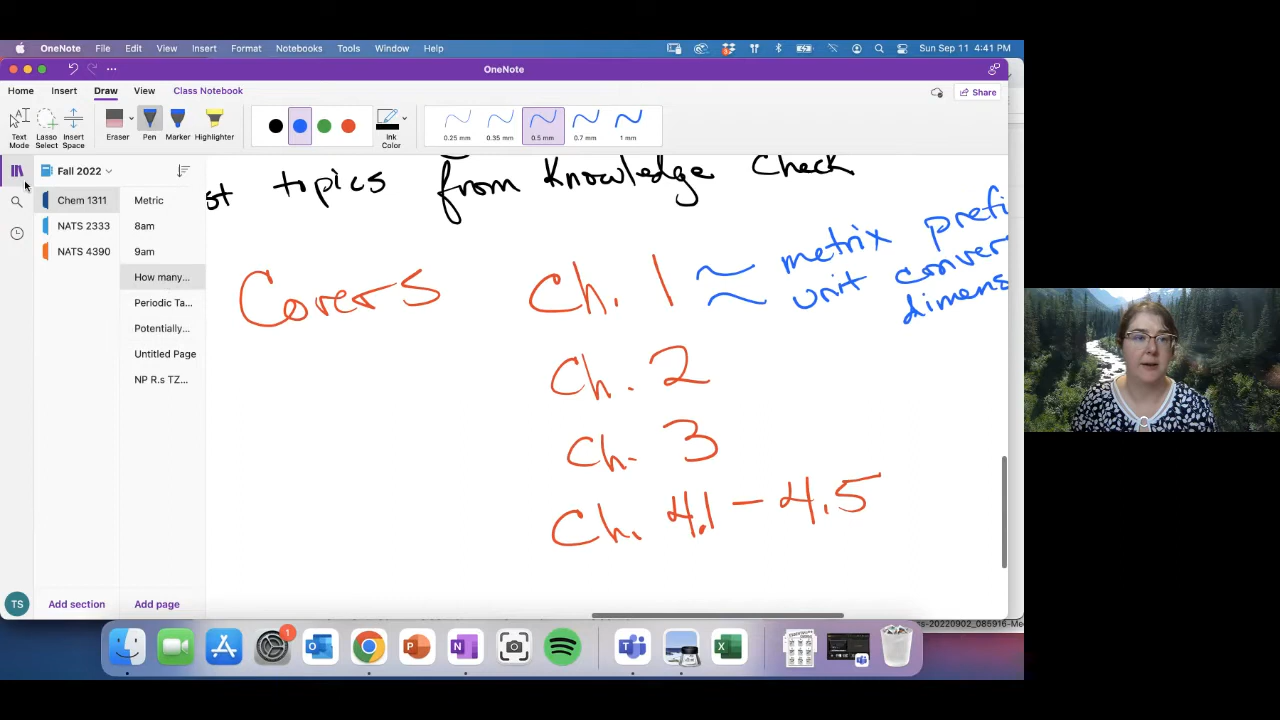 OneNote File Edit View Insert Format Notebooks Tools Window Help Sun Sep 11 4:41 PM
OneNote
Home Insert Draw View Class Notebook Share
Text Mode Lasso Select Insert Space Eraser Pen Marker Highlighter Ink Color 0.25 mm 0.35 mm 0.5 mm 0.7 mm 1 mm
Fall 2022
Chem 1311 Metric
NATS 2333 8am
NATS 4390 9am
How many...
Periodic Ta...
Potentially...
Untitled Page
NP R.s TZ...
st topics from Knowledge Check
Covers Ch. 1 metrix prefi
unit conver
dimens
Ch. 2
Ch. 3
Ch. 4.1 - 4.5
TS Add section Add page
1